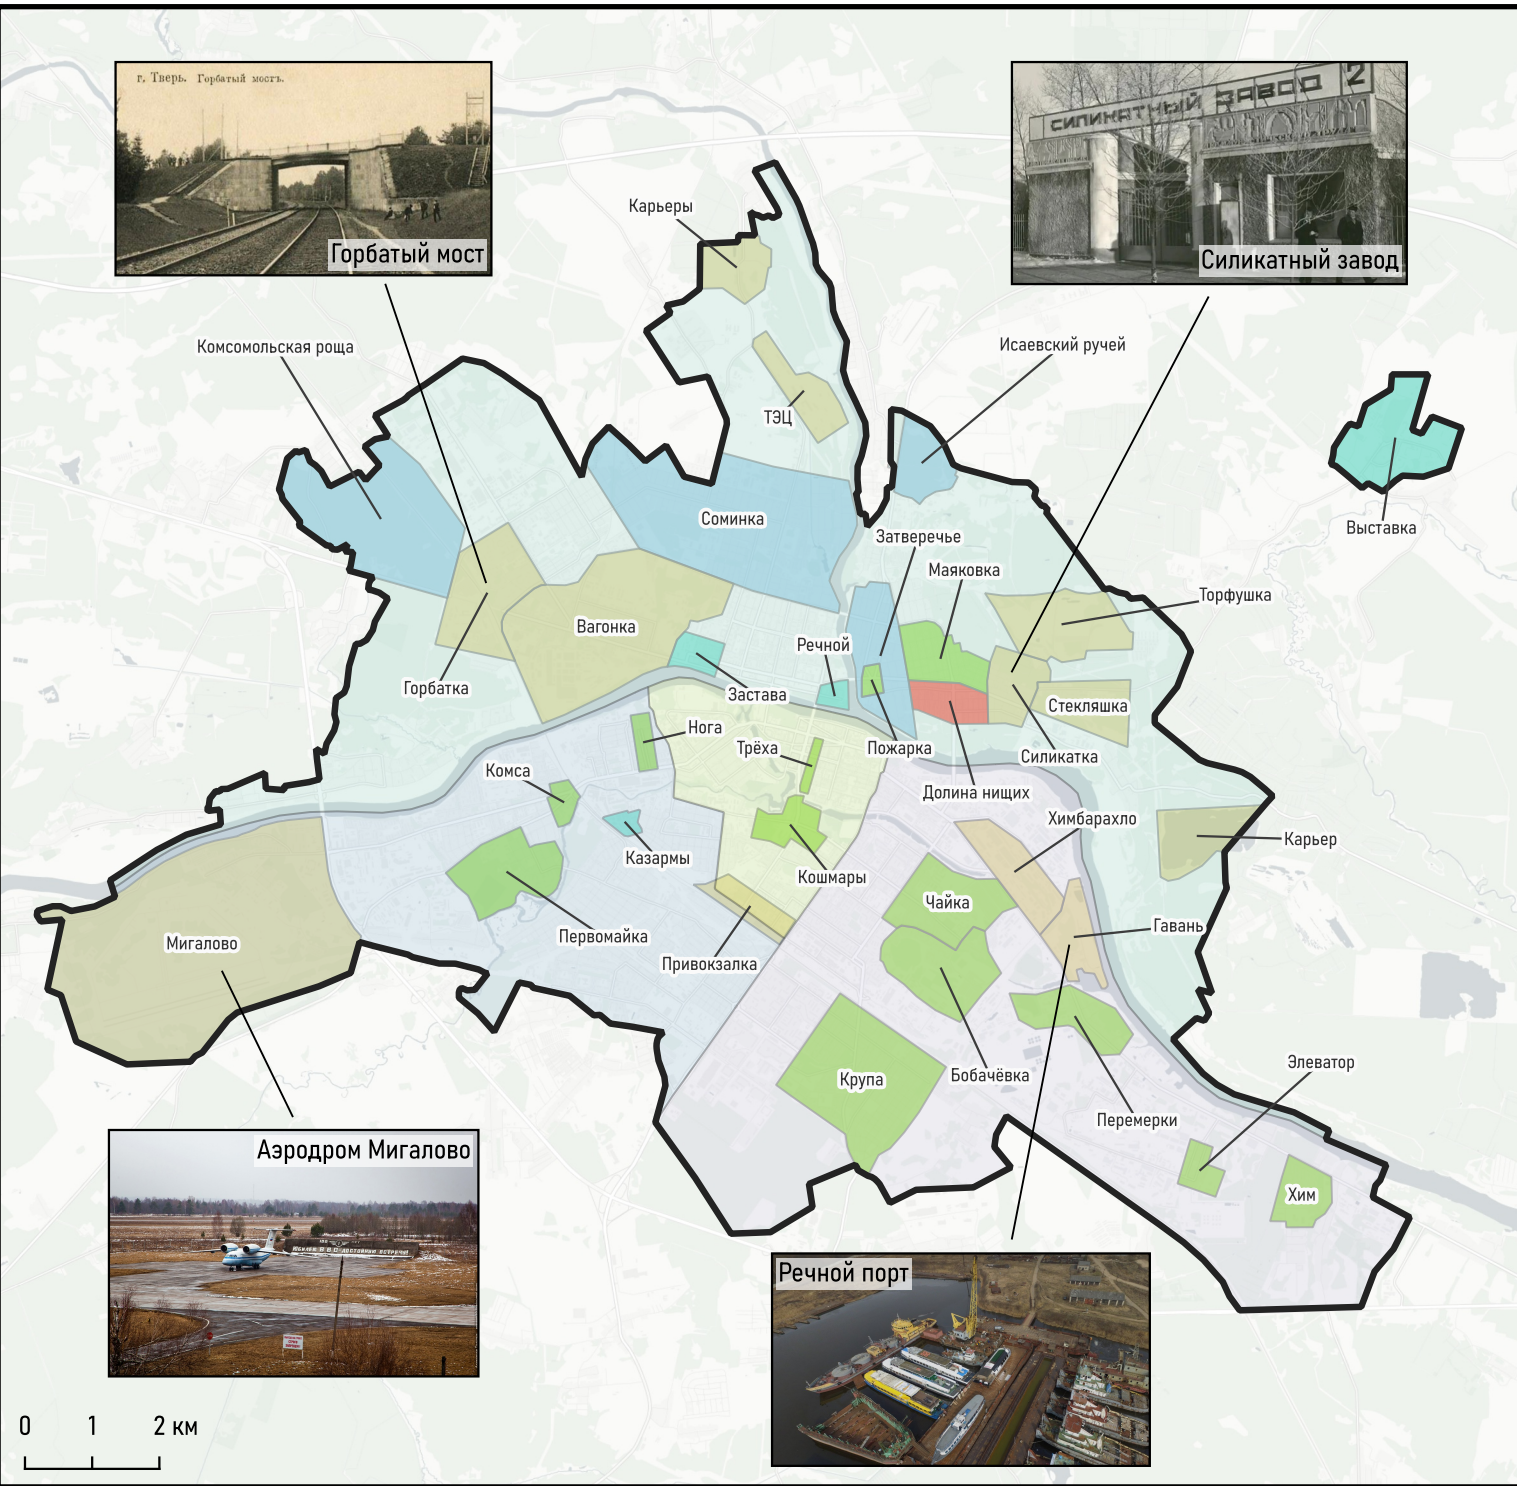 г. Тверь. Горбатый мостъ.
Горбатый мост
СИЛИКАТНЫЙ ЗАВОД 2
Силикатный завод
Карьеры
Комсомольская роща
Исаевский ручей
ТЭЦ
Соминка
Выставка
Затверечье
Маяковка
Торфушка
Вагонка
Речной
Горбатка
Застава
Стекляшка
Нога
Трёха
Пожарка
Силикатка
Комса
Долина нищих
Химбарахло
Карьер
Казармы
Кошмары
Чайка
Гавань
Первомайка
Мигалово
Привокзалка
Крупа
Бобачёвка
Элеватор
Перемерки
Хим
Аэродром Мигалово
Речной порт
0 1 2 км